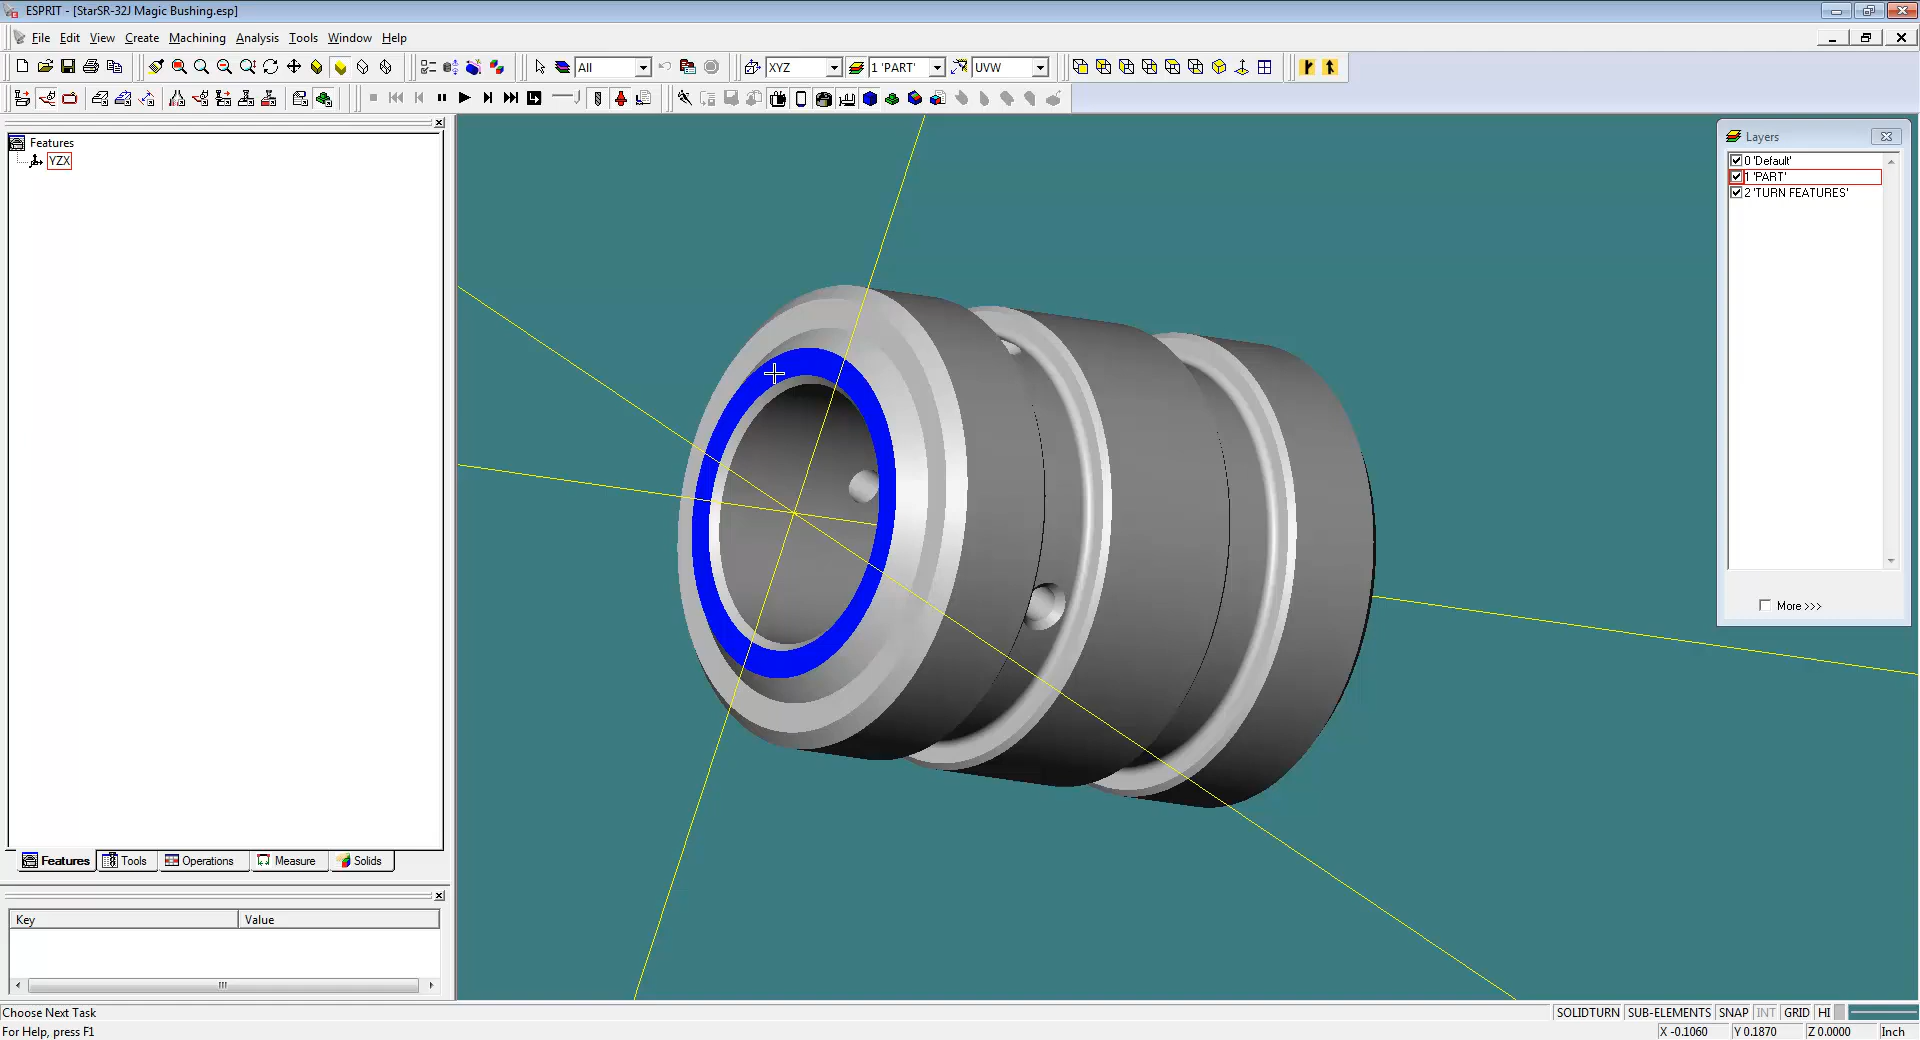 ESPRIT - [StarSR-32J Magic Bushing.esp]
File Edit View Create Machining Analysis Tools Window Help
All XYZ 1 'PART' UVW
Features
YZX
Layers
0 'Default'
1 'PART'
2 'TURN FEATURES'
More >>>
Features Tools Operations Measure Solids
Key Value
Choose Next Task
SOLIDTURN SUB-ELEMENTS SNAP INT GRID HI
For Help, press F1
X -0.1060 Y 0.1870 Z 0.0000 Inch